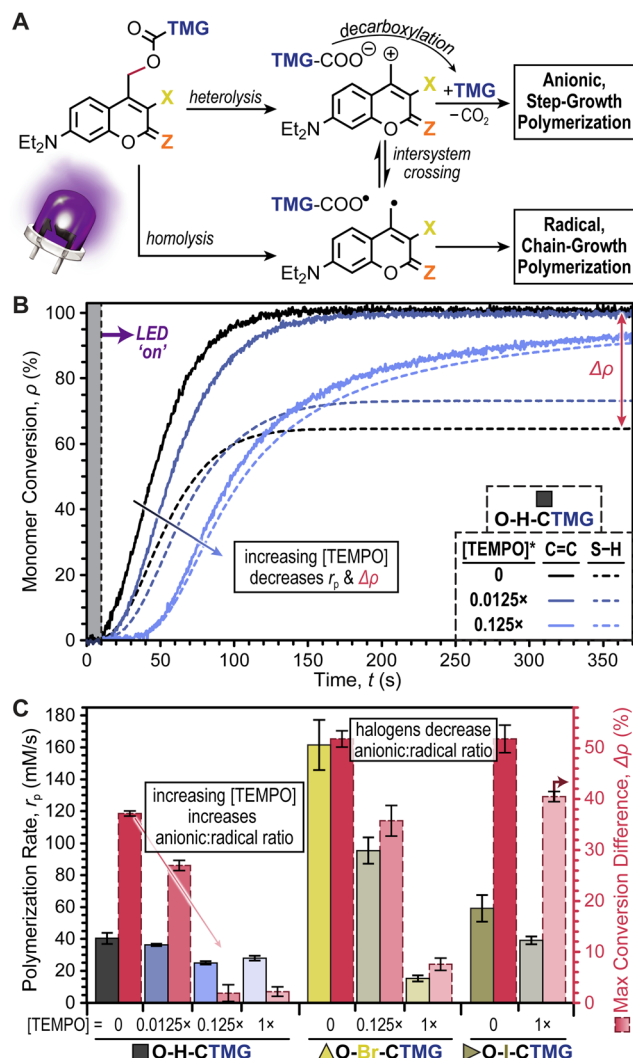 A
TMG
O
C
O
X
Et₂N
O
Z
heterolysis
homolysis
decarboxylation
TMG-COO⊖
⊕
X
Et₂N
O
Z
+TMG
−CO₂
Anionic,
Step-Growth
Polymerization
intersystem
crossing
TMG-COO•
•
X
Et₂N
O
Z
Radical,
Chain-Growth
Polymerization
B
Monomer Conversion, ρ (%)
100
80
60
40
20
0
LED
‘on’
Δρ
increasing [TEMPO]
decreases rₚ & Δρ
O-H-CTMG
[TEMPO]* C=C S−H
0
0.0125×
0.125×
0 50 100 150 200 250 300 350
Time, t (s)
C
Polymerization Rate, rₚ (mM/s)
180
160
140
120
100
80
60
40
20
0
increasing [TEMPO]
increases
anionic:radical ratio
halogens decrease
anionic:radical ratio
50
40
30
20
10
0
Max Conversion Difference, Δρ (%)
[TEMPO] = 0 0.0125× 0.125× 1× 0 0.125× 1× 0 1×
O-H-CTMG O-Br-CTMG O-I-CTMG